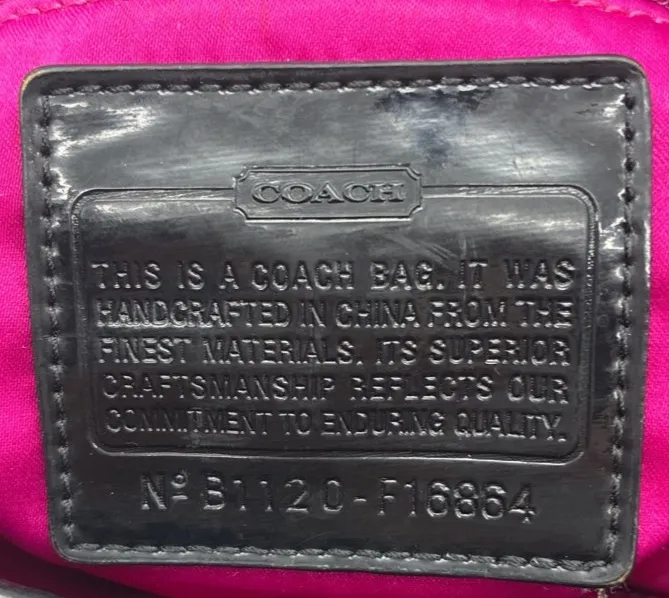 COACH
THIS IS A COACH BAG. IT WAS
HANDCRAFTED IN CHINA FROM THE
FINEST MATERIALS. ITS SUPERIOR
CRAFTSMANSHIP REFLECTS OUR
COMMITMENT TO ENDURING QUALITY.
Nº B1120-F16864